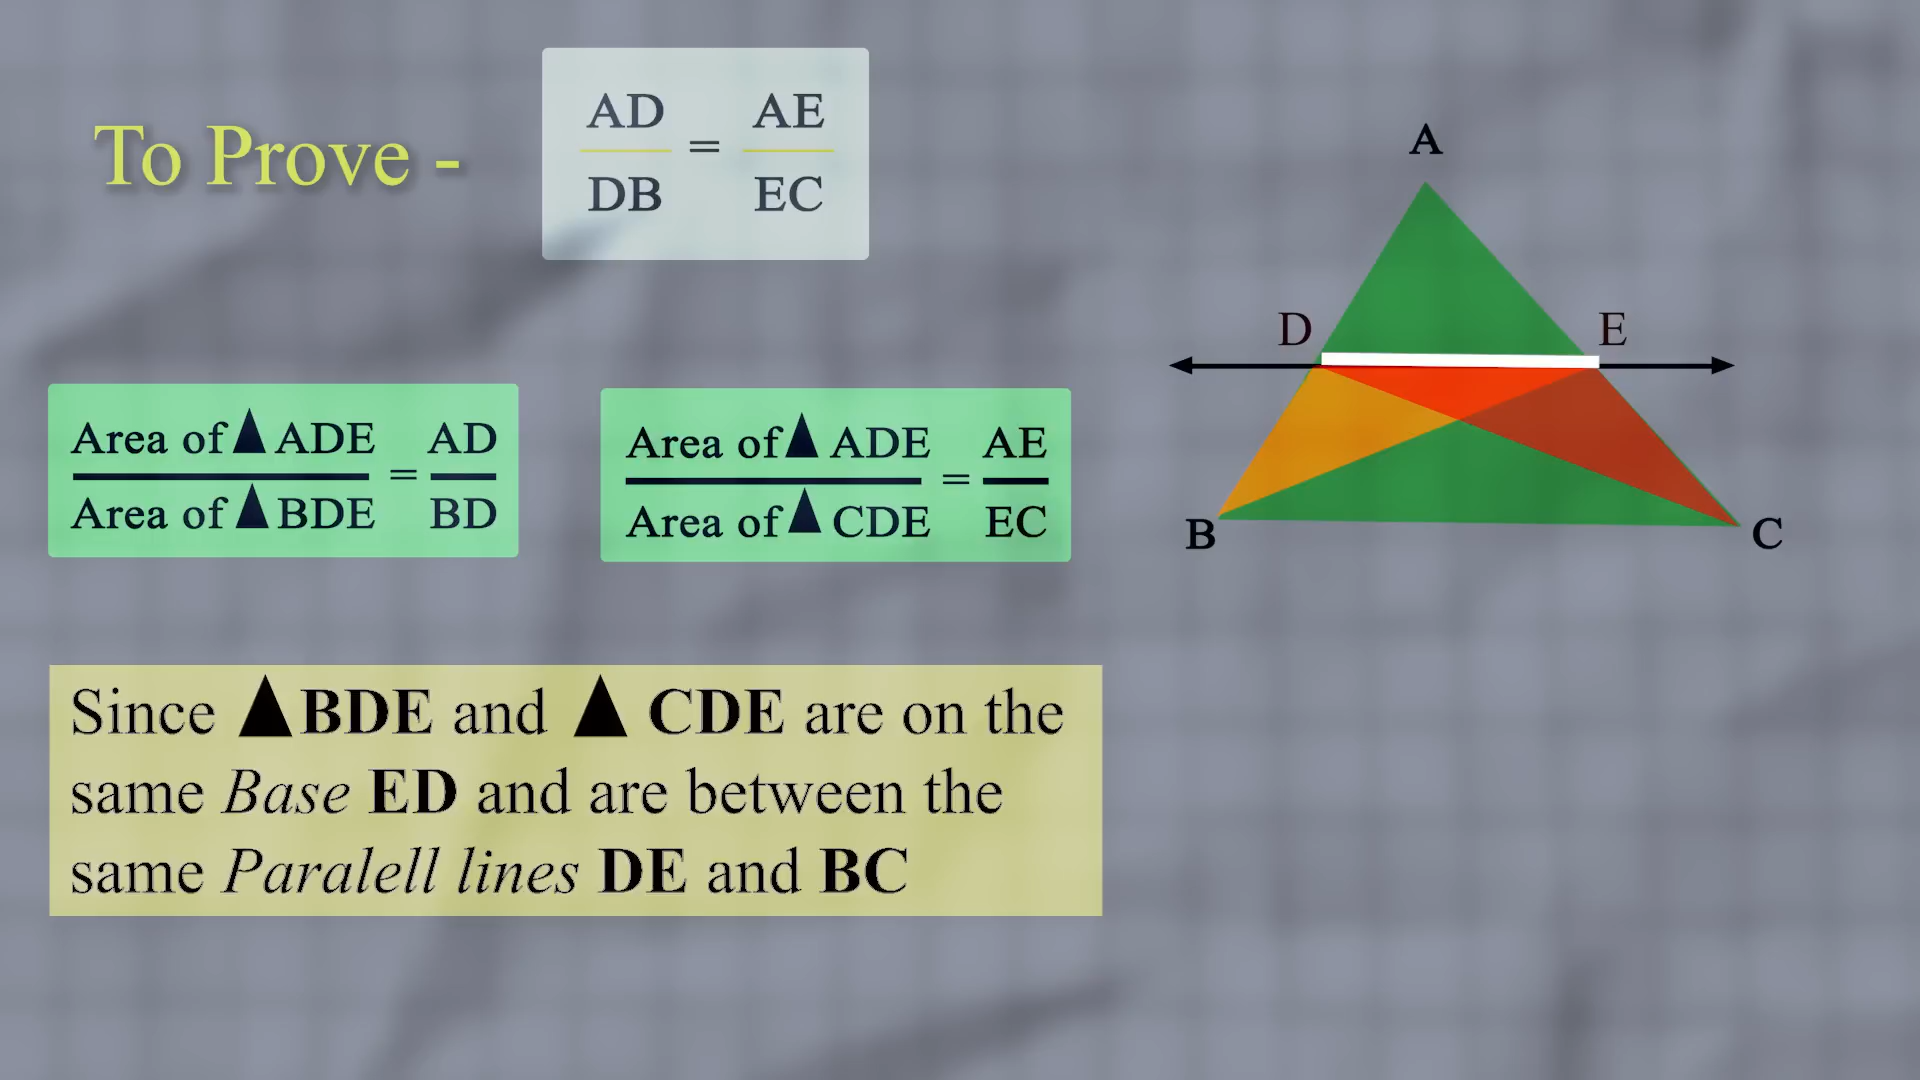 To Prove -
AD / DB = AE / EC
Area of ▲ ADE / Area of ▲ BDE = AD / BD
Area of ▲ ADE / Area of ▲ CDE = AE / EC
A
D
E
B
C
Since ▲ BDE and ▲ CDE are on the
same Base ED and are between the
same Paralell lines DE and BC